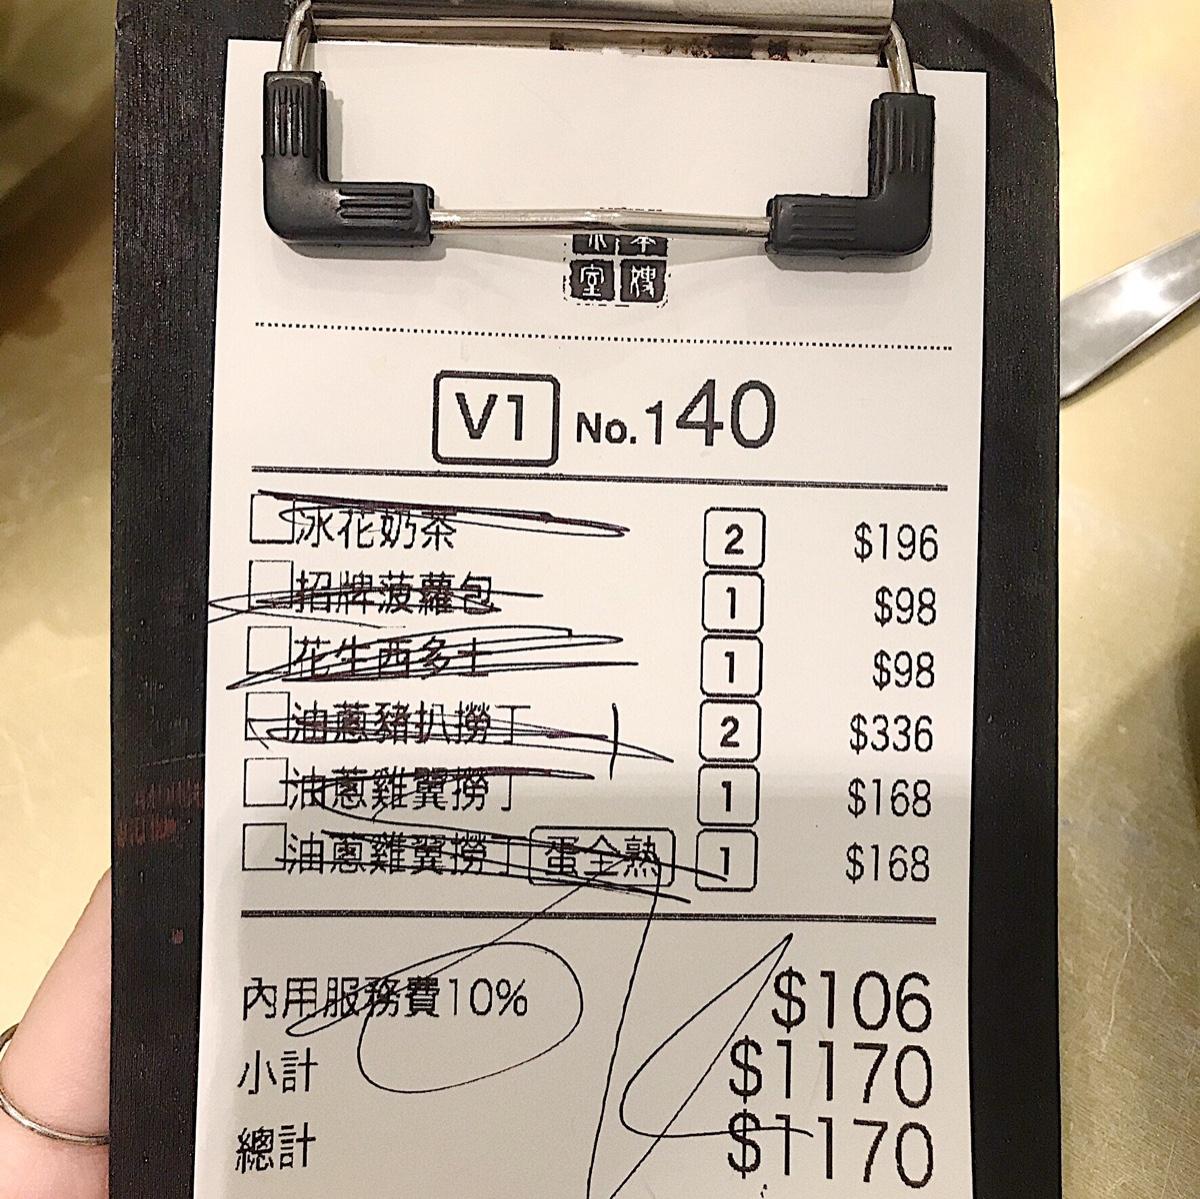 室嫂
V1 No.140
冰花奶茶 2 $196
招牌菠蘿包 1 $98
花生西多士 1 $98
油蔥豬扒撈丁 2 $336
油蔥雞翼撈丁 1 $168
油蔥雞翼撈丁 蛋全熟 1 $168
內用服務費10% $106
小計 $1170
總計 $1170